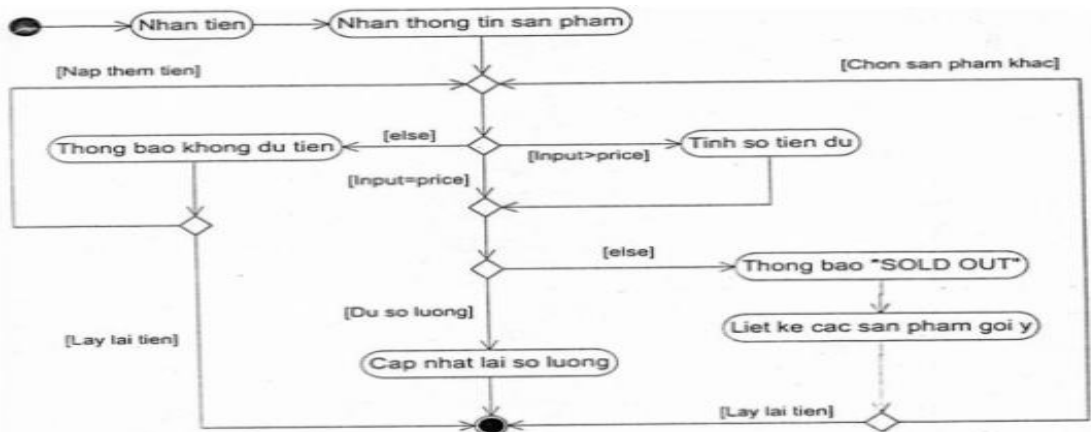 Nhan tien
Nhan thong tin san pham
[Nap them tien]
[Chon san pham khac]
Thong bao khong du tien
[else]
[Input>price]
Tinh so tien du
[Input=price]
[else]
Thong bao "SOLD OUT"
[Du so luong]
[Lay lai tien]
Liet ke cac san pham goi y
Cap nhat lai so luong
[Lay lai tien]